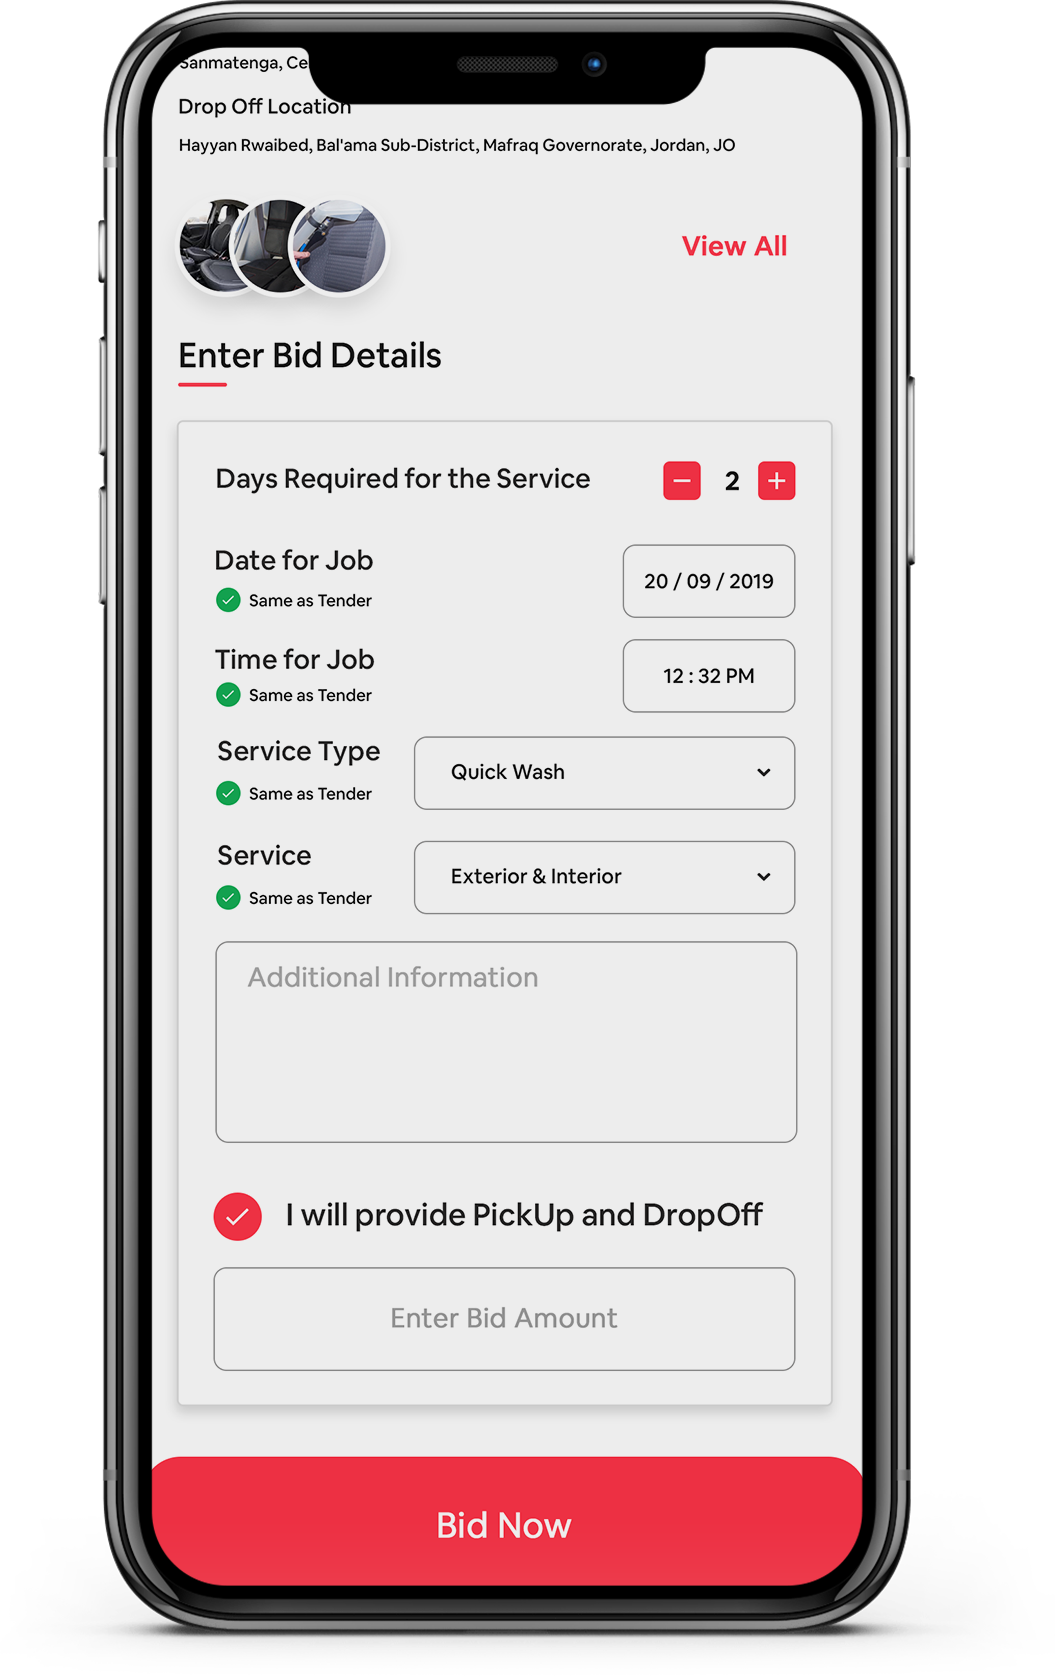 Sanmatenga, Ce
Drop Off Location
Hayyan Rwaibed, Bal'ama Sub-District, Mafraq Governorate, Jordan, JO
View All
Enter Bid Details
Days Required for the Service − 2 +
Date for Job
20 / 09 / 2019
Same as Tender
Time for Job
12 : 32 PM
Same as Tender
Service Type
Quick Wash
Same as Tender
Service
Exterior & Interior
Same as Tender
Additional Information
I will provide PickUp and DropOff
Enter Bid Amount
Bid Now